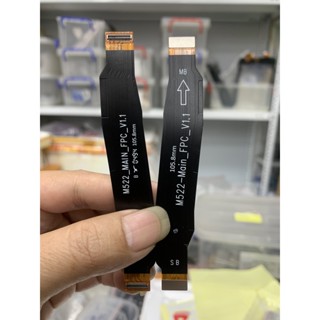 M522_MAIN_FPC_V1.1
105.8mm
MB
M522-Main_FPC_V1.1
105.8mm
SB